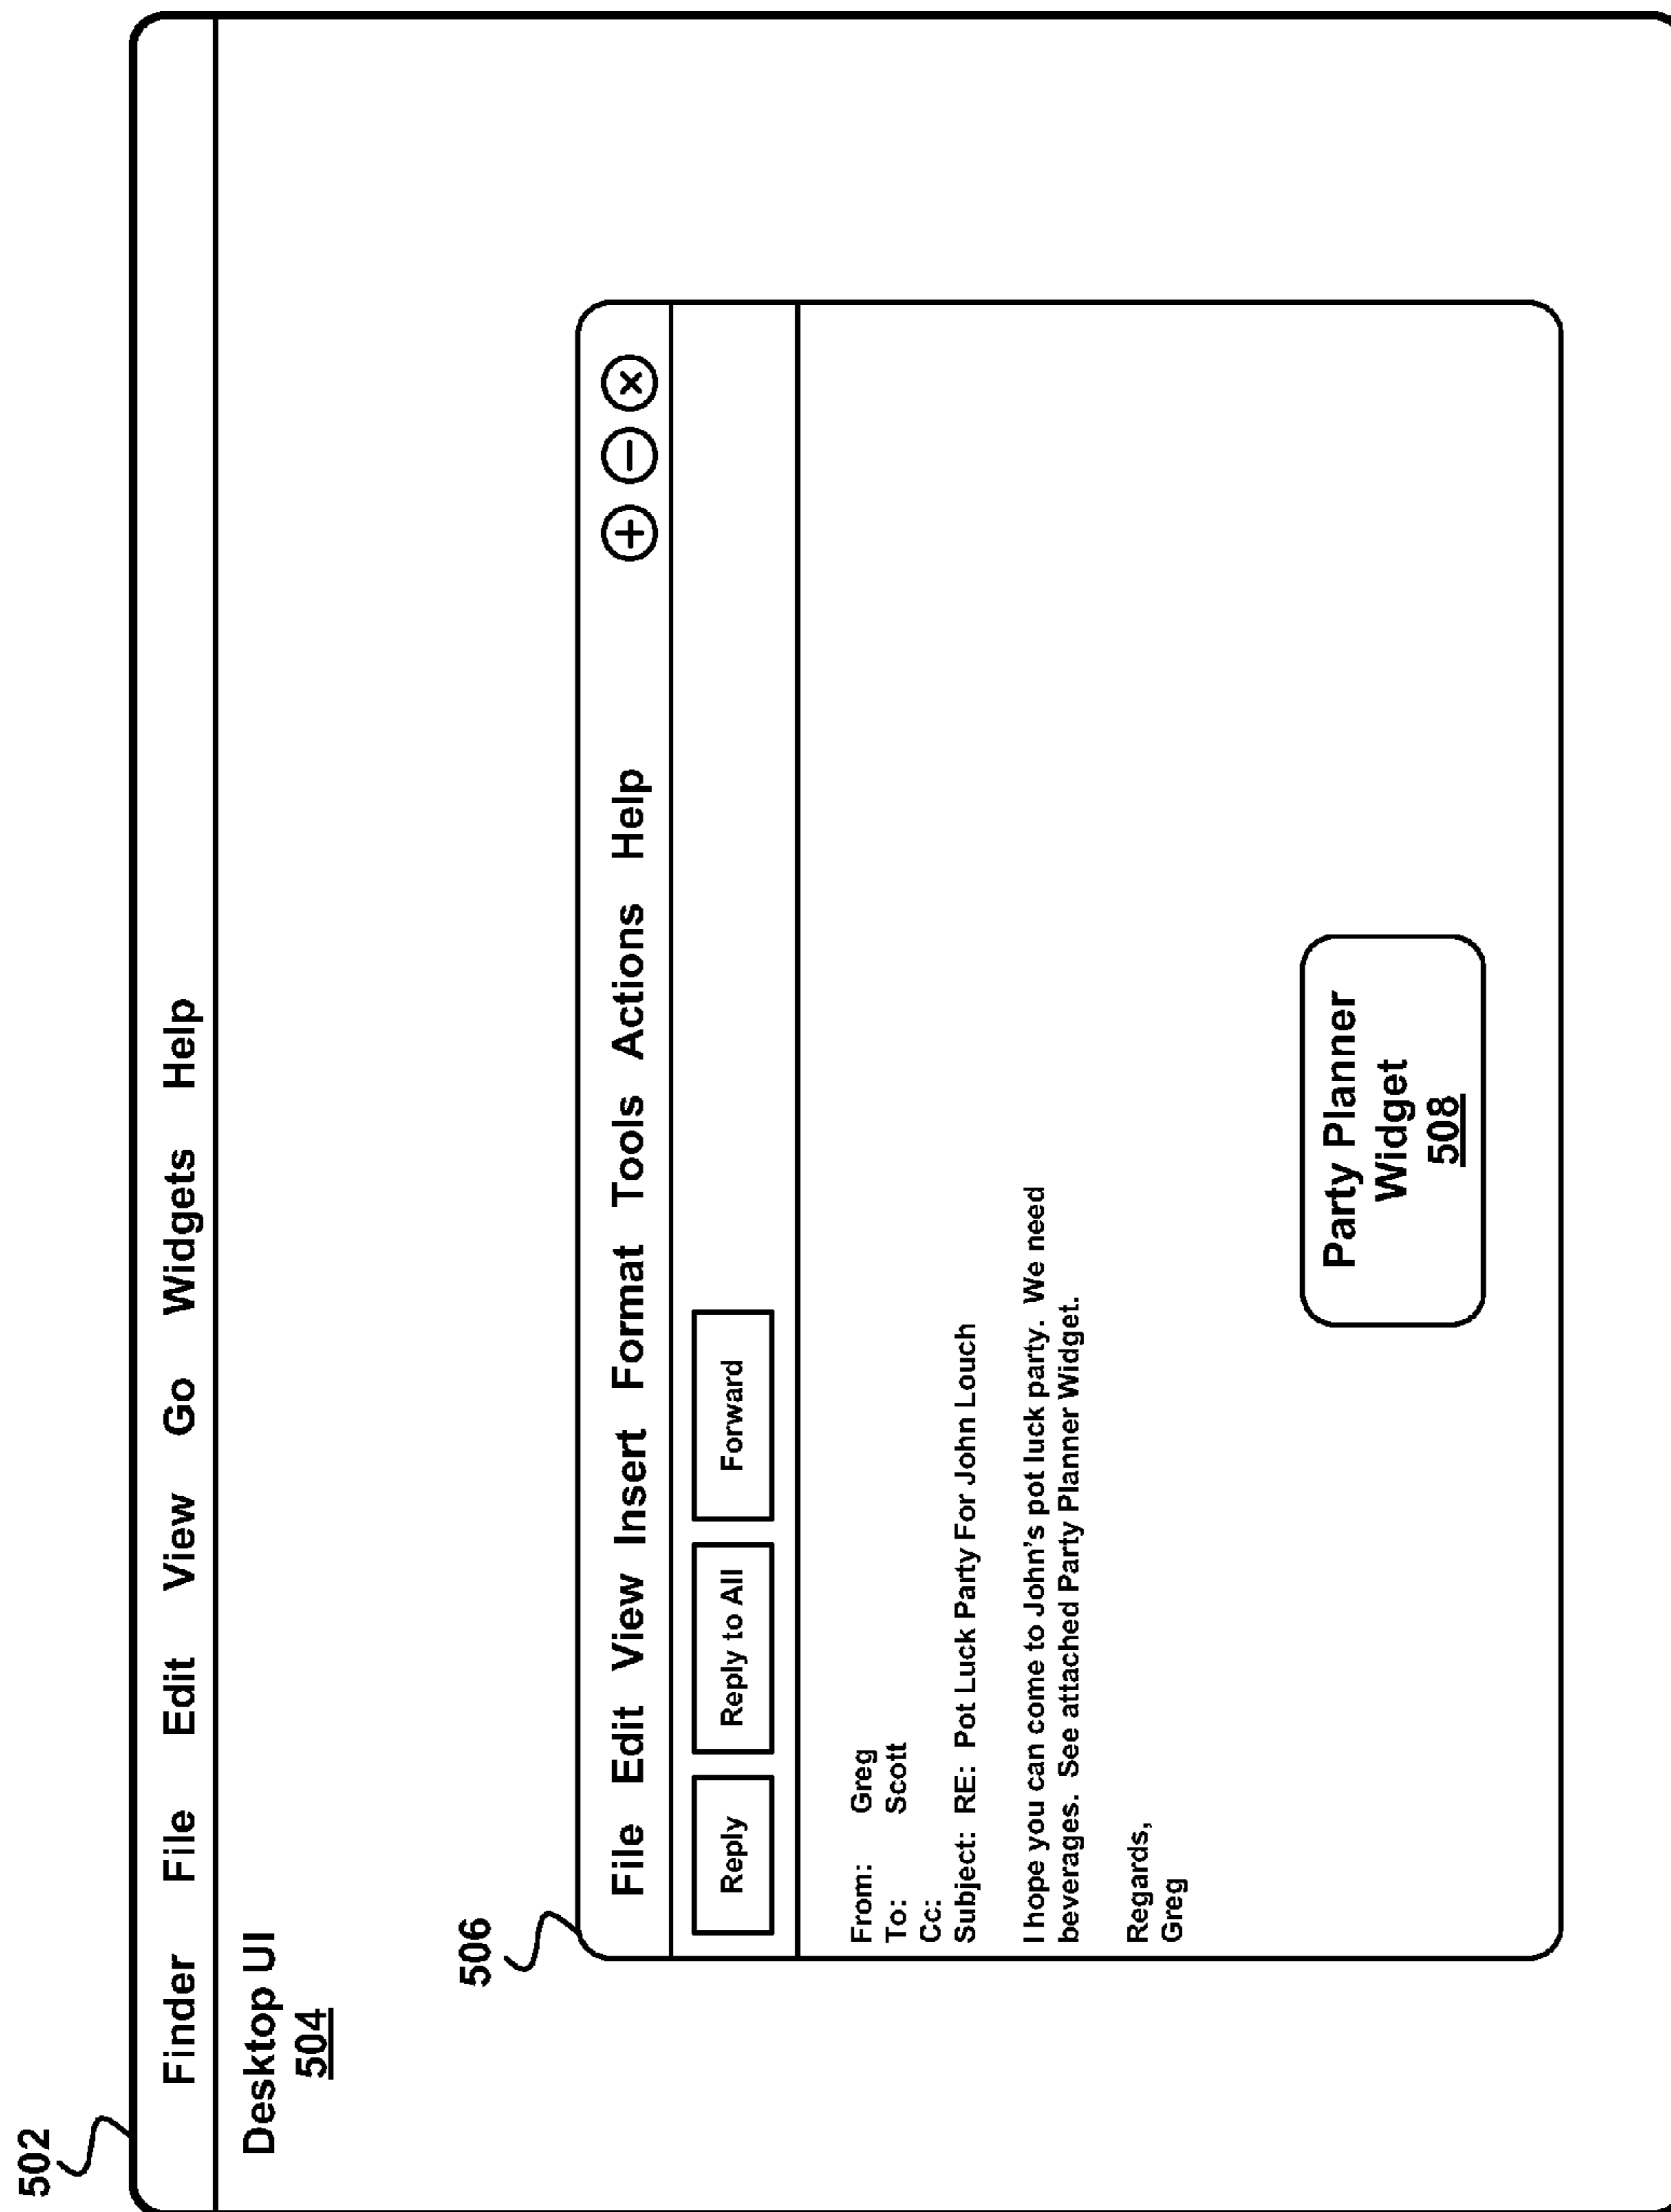 502
Finder File Edit View Go Widgets Help
Desktop UI
504
506
File Edit View Insert Format Tools Actions Help
Reply Reply to All Forward
From: Greg
To: Scott
Cc:
Subject: RE: Pot Luck Party For John Louch
I hope you can come to John's pot luck party. We need
beverages. See attached Party Planner Widget.
Regards,
Greg
Party Planner
Widget
508